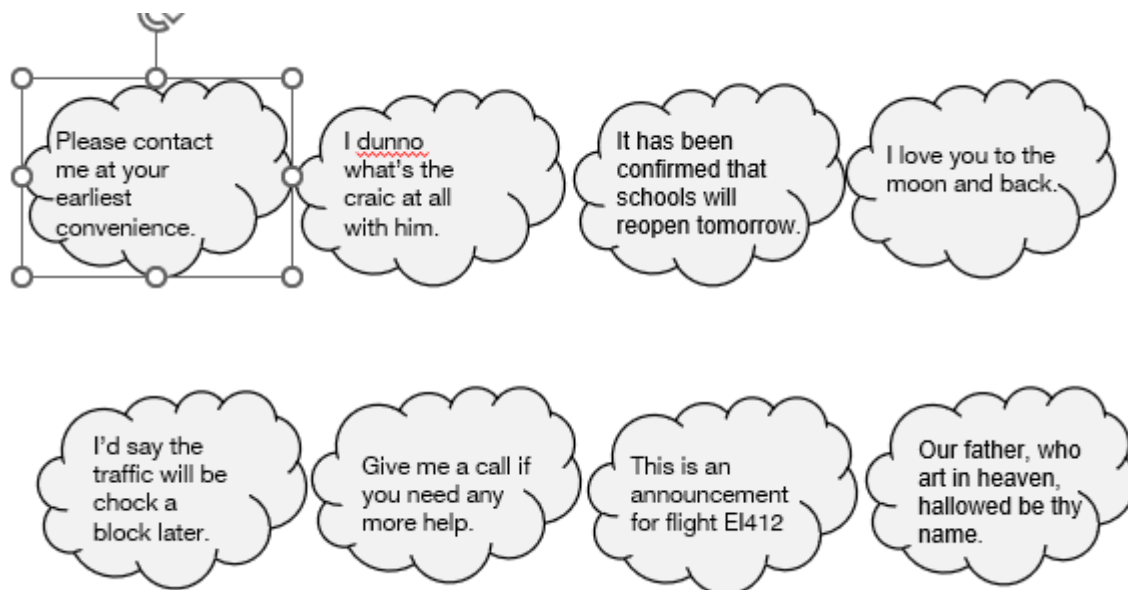 Please contact
me at your
earliest
convenience.
I dunno
what's the
craic at all
with him.
It has been
confirmed that
schools will
reopen tomorrow.
I love you to the
moon and back.
I'd say the
traffic will be
chock a
block later.
Give me a call if
you need any
more help.
This is an
announcement
for flight EI412
Our father, who
art in heaven,
hallowed be thy
name.